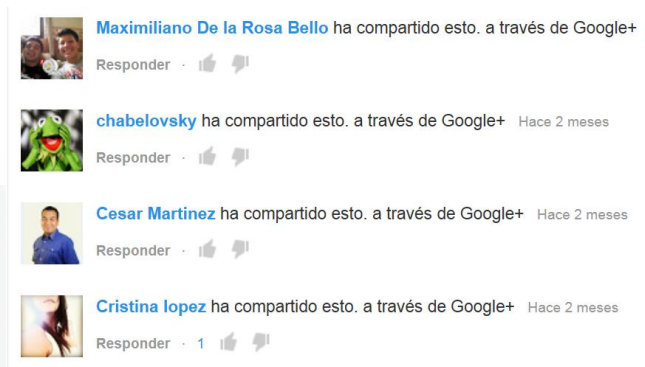 Maximiliano De la Rosa Bello ha compartido esto. a través de Google+
Responder ·
chabelovsky ha compartido esto. a través de Google+ Hace 2 meses
Responder ·
Cesar Martinez ha compartido esto. a través de Google+ Hace 2 meses
Responder ·
Cristina lopez ha compartido esto. a través de Google+ Hace 2 meses
Responder · 1